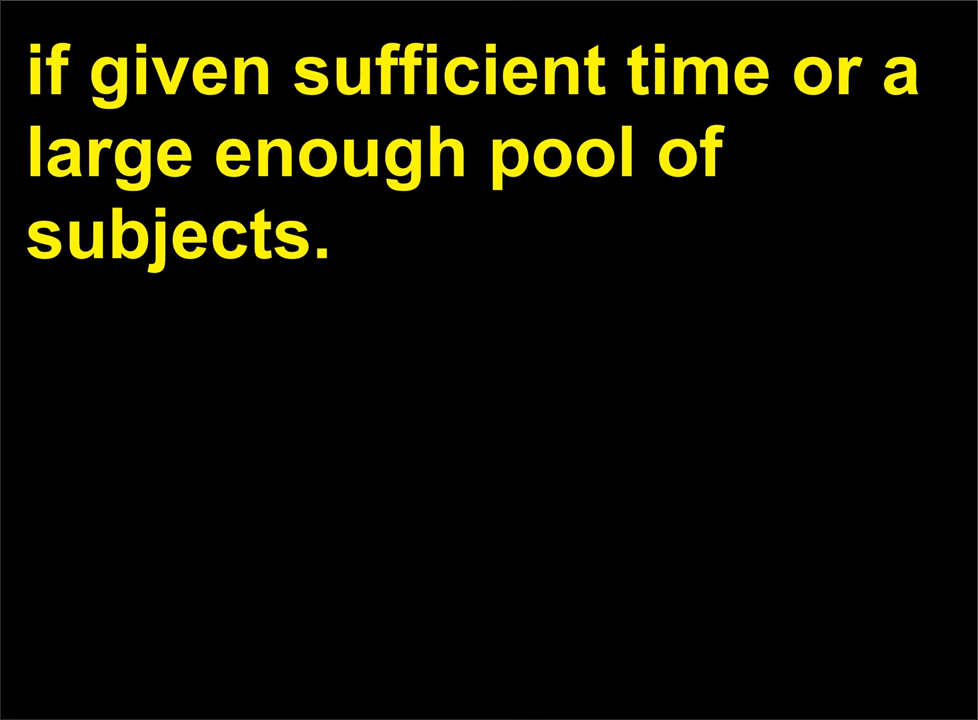 if given sufficient time or a
large enough pool of
subjects.